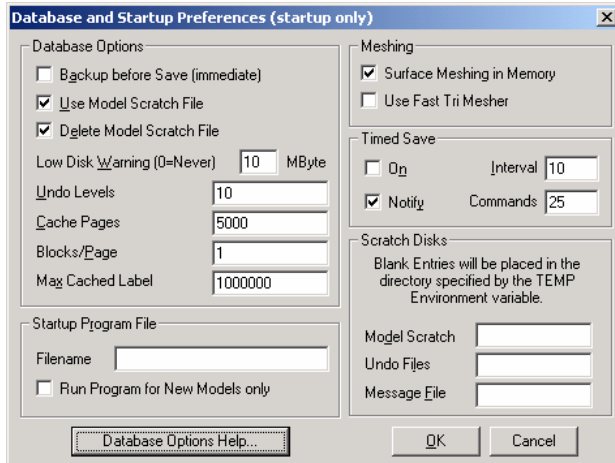 Database and Startup Preferences (startup only)
Database Options
Backup before Save (immediate)
Use Model Scratch File
Delete Model Scratch File
Low Disk Warning (0=Never) 10 MByte
Undo Levels 10
Cache Pages 5000
Blocks/Page 1
Max Cached Label 1000000
Startup Program File
Filename
Run Program for New Models only
Database Options Help...
Meshing
Surface Meshing in Memory
Use Fast Tri Mesher
Timed Save
On Interval 10
Notify Commands 25
Scratch Disks
Blank Entries will be placed in the
directory specified by the TEMP
Environment variable.
Model Scratch
Undo Files
Message File
OK Cancel